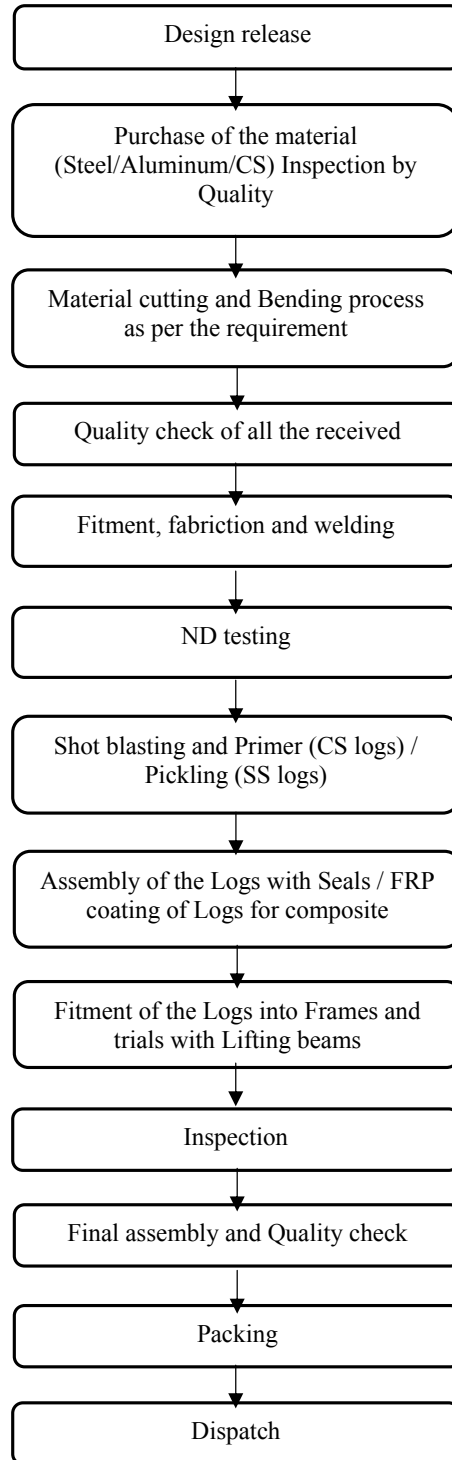 Design release
Purchase of the material
(Steel/Aluminum/CS) Inspection by
Quality
Material cutting and Bending process
as per the requirement
Quality check of all the received
Fitment, fabriction and welding
ND testing
Shot blasting and Primer (CS logs) /
Pickling (SS logs)
Assembly of the Logs with Seals / FRP
coating of Logs for composite
Fitment of the Logs into Frames and
trials with Lifting beams
Inspection
Final assembly and Quality check
Packing
Dispatch